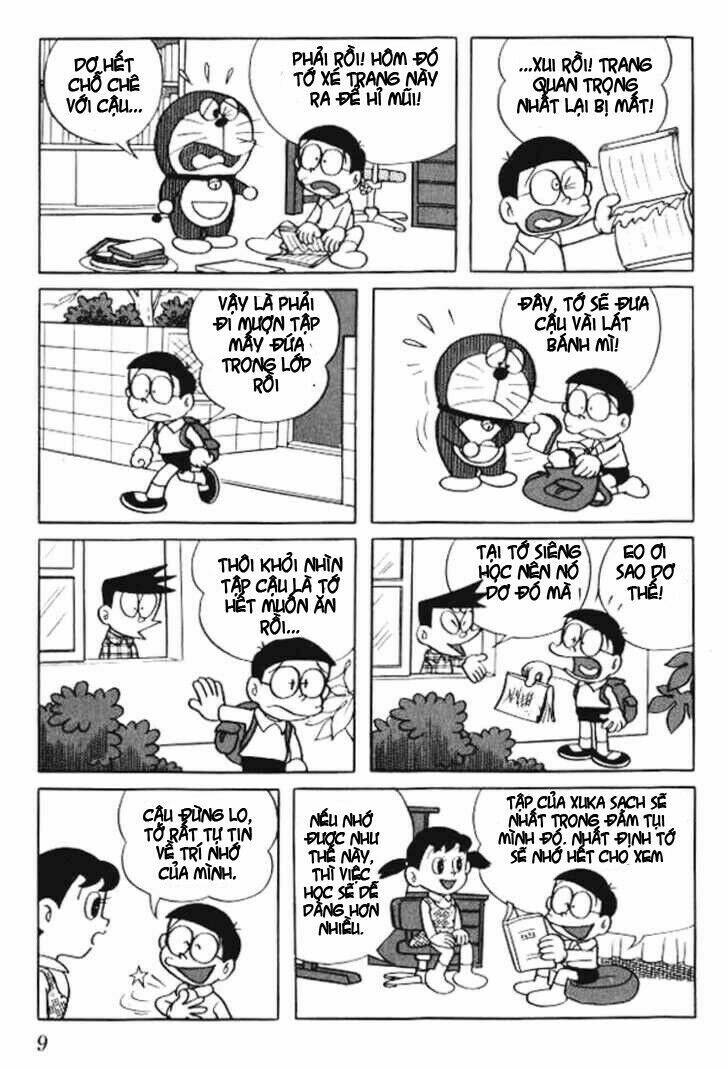 ...XUI RỒI! TRANG
QUAN TRỌNG
NHẤT LẠI BỊ MẤT!
PHẢI RỒI! HÔM ĐÓ
TỚ XÉ TRANG NÀY
RA ĐỂ HỈ MŨI!
DƠ HẾT
CHỖ CHÊ
VỚI CẬU...
ĐÂY, TỚ SẼ ĐƯA
CẬU VÀI LÁT
BÁNH MÌ!
VẬY LÀ PHẢI
ĐI MƯỢN TẬP
MẤY ĐỨA
TRONG LỚP
RỒI
EO ƠI
SAO DƠ
THẾ!
TẠI TỚ SIÊNG
HỌC NÊN NÓ
DƠ ĐÓ MÀ
THÔI KHỎI NHÌN
TẬP CẬU LÀ TỚ
HẾT MUỐN ĂN
RỒI...
TẬP CỦA XUKA SẠCH SẼ
NHẤT TRONG ĐÁM TỤI
MÌNH ĐÓ. NHẤT ĐỊNH TỚ
SẼ NHỚ HẾT CHO XEM
NẾU NHỚ
ĐƯỢC NHƯ
THẾ NÀY,
THÌ VIỆC
HỌC SẼ DỄ
DÀNG HƠN
NHIỀU.
CẬU ĐỪNG LO,
TỚ RẤT TỰ TIN
VỀ TRÍ NHỚ
CỦA MÌNH.
9